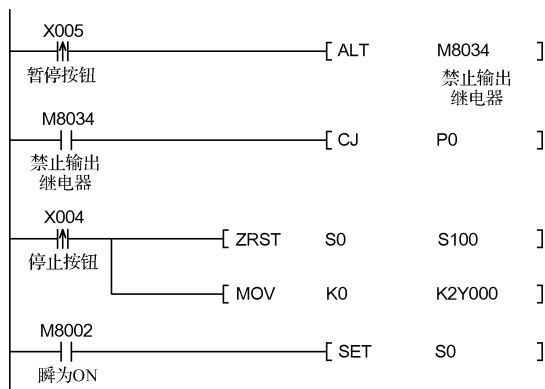 X005
[ ALT M8034 ]
暂停按钮
禁止输出
继电器
M8034
[ CJ P0 ]
禁止输出
继电器
X004
[ ZRST S0 S100 ]
停止按钮
[ MOV K0 K2Y000 ]
M8002
[ SET S0 ]
瞬为ON